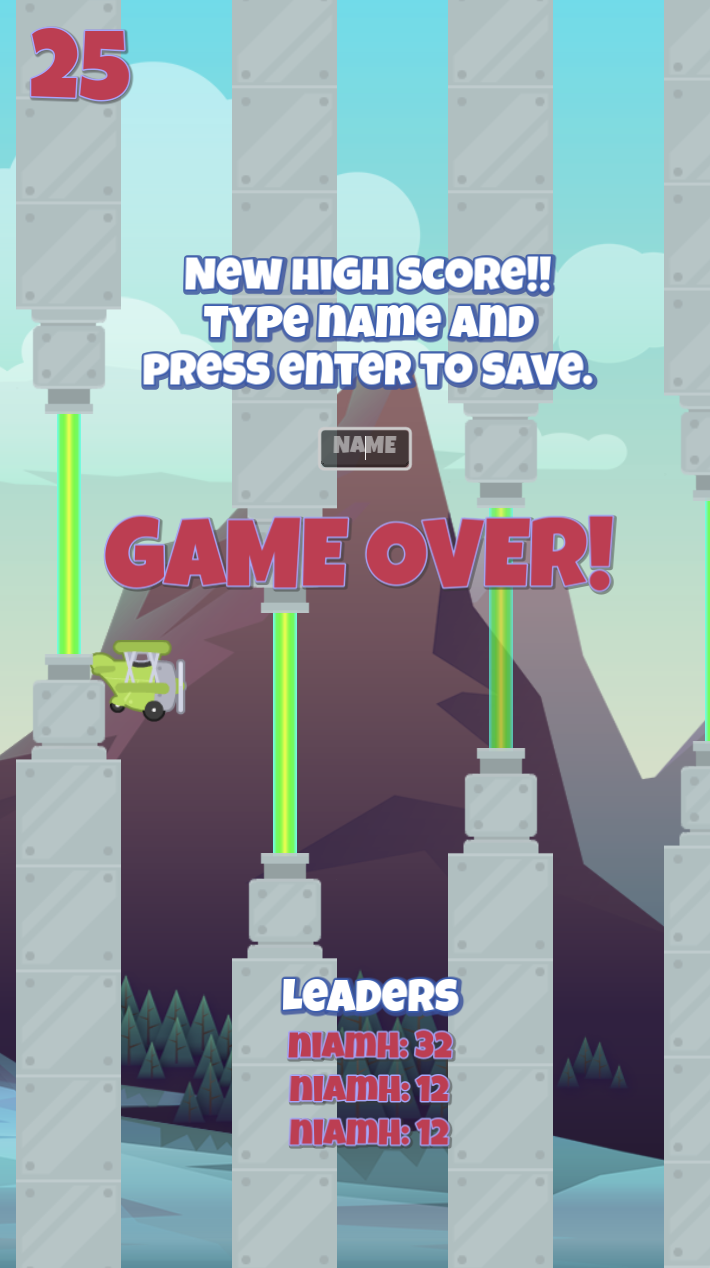 25
New High Score!!
Type name and
press enter to save.
NAME
GAME OVER!
Leaders
niamh: 32
niamh: 12
niamh: 12